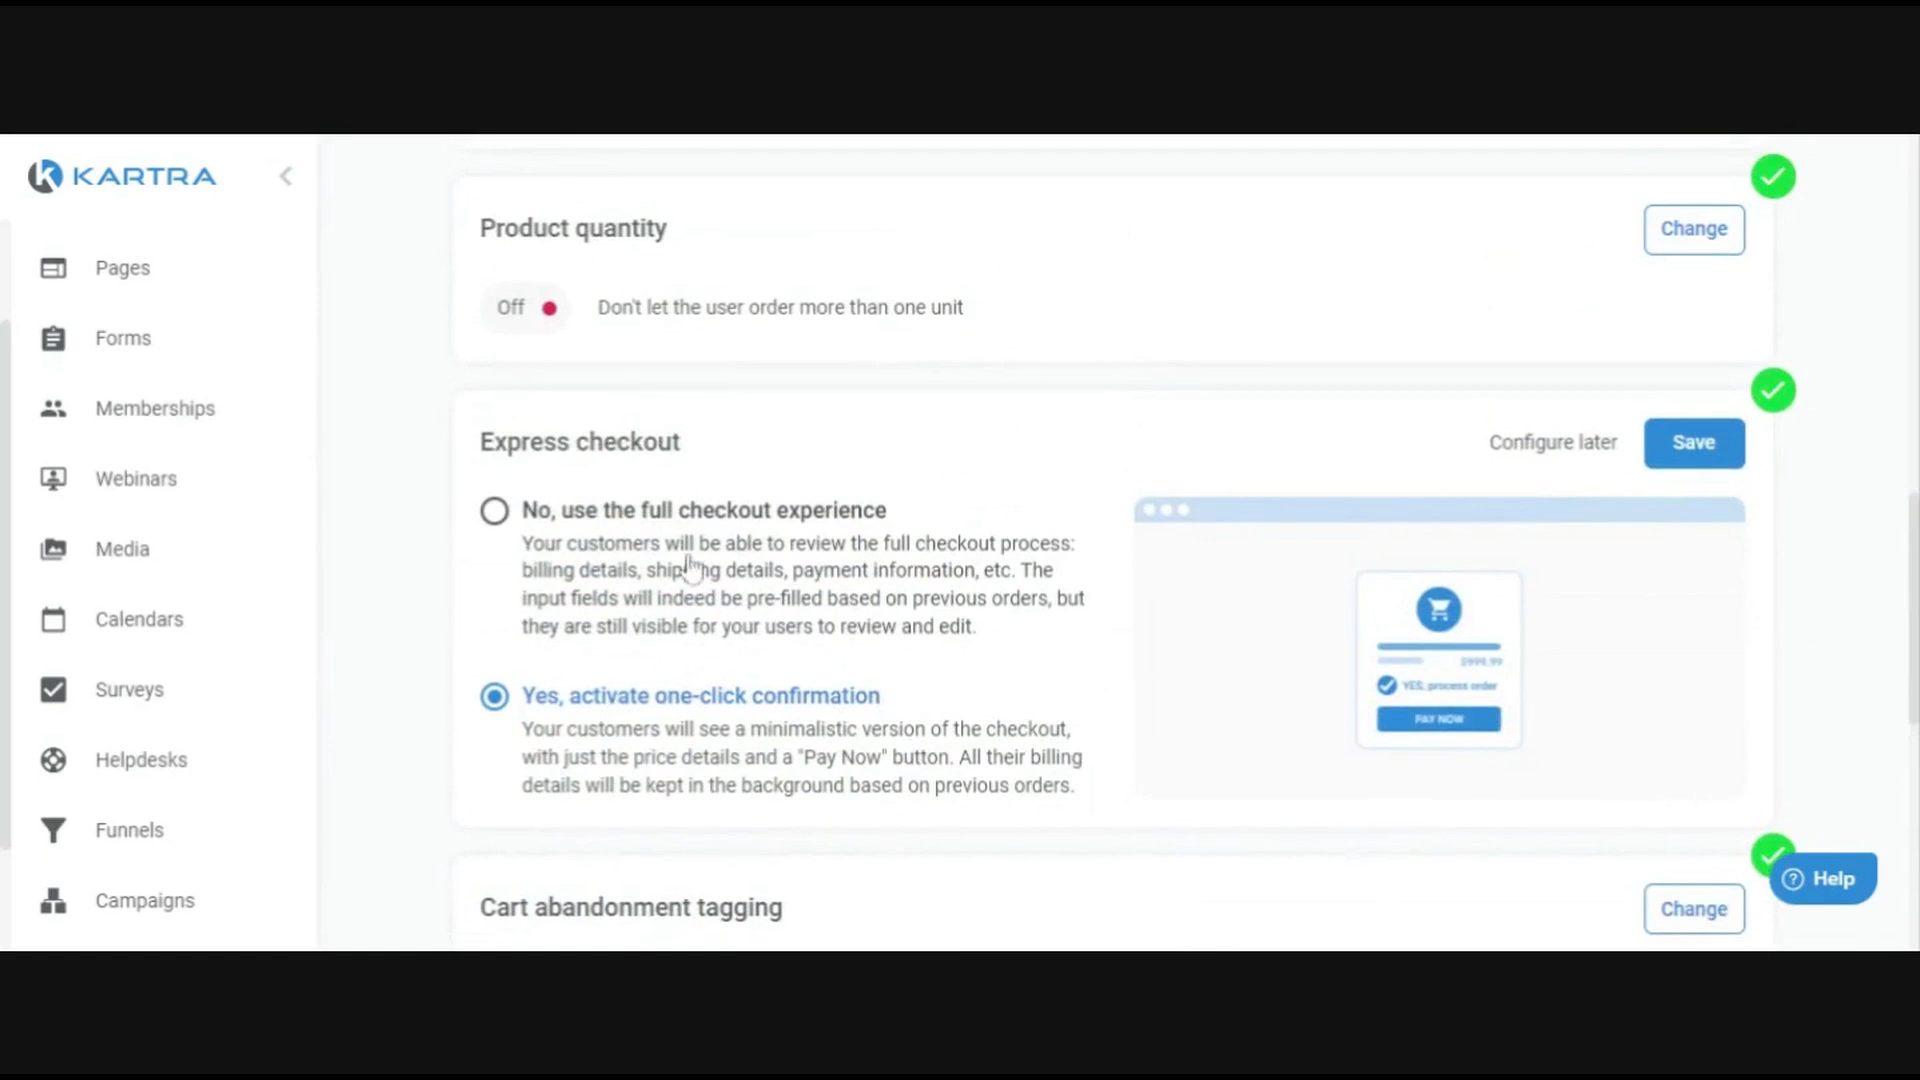 KARTRA
Pages
Forms
Memberships
Webinars
Media
Calendars
Surveys
Helpdesks
Funnels
Campaigns
Product quantity
Change
Off
Don't let the user order more than one unit
Express checkout
Configure later
Save
No, use the full checkout experience
Your customers will be able to review the full checkout process:
billing details, shipping details, payment information, etc. The
input fields will indeed be pre-filled based on previous orders, but
they are still visible for your users to review and edit.
Yes, activate one-click confirmation
Your customers will see a minimalistic version of the checkout,
with just the price details and a "Pay Now" button. All their billing
details will be kept in the background based on previous orders.
YES, process order
PAY NOW
Cart abandonment tagging
Change
Help